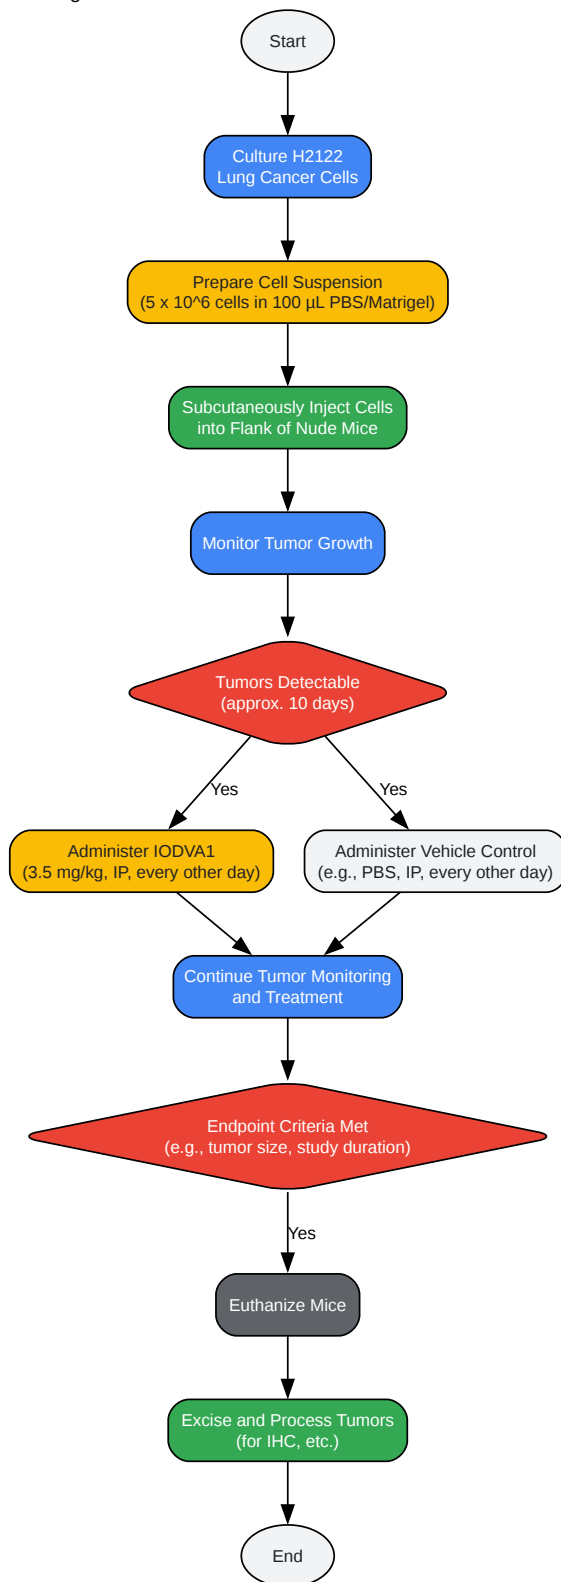 Start
Culture H2122
Lung Cancer Cells
Prepare Cell Suspension
(5 x 10^6 cells in 100 µL PBS/Matrigel)
Subcutaneously Inject Cells
into Flank of Nude Mice
Monitor Tumor Growth
Tumors Detectable
(approx. 10 days)
Yes
Yes
Administer IODVA1
(3.5 mg/kg, IP, every other day)
Administer Vehicle Control
(e.g., PBS, IP, every other day)
Continue Tumor Monitoring
and Treatment
Endpoint Criteria Met
(e.g., tumor size, study duration)
Yes
Euthanize Mice
Excise and Process Tumors
(for IHC, etc.)
End